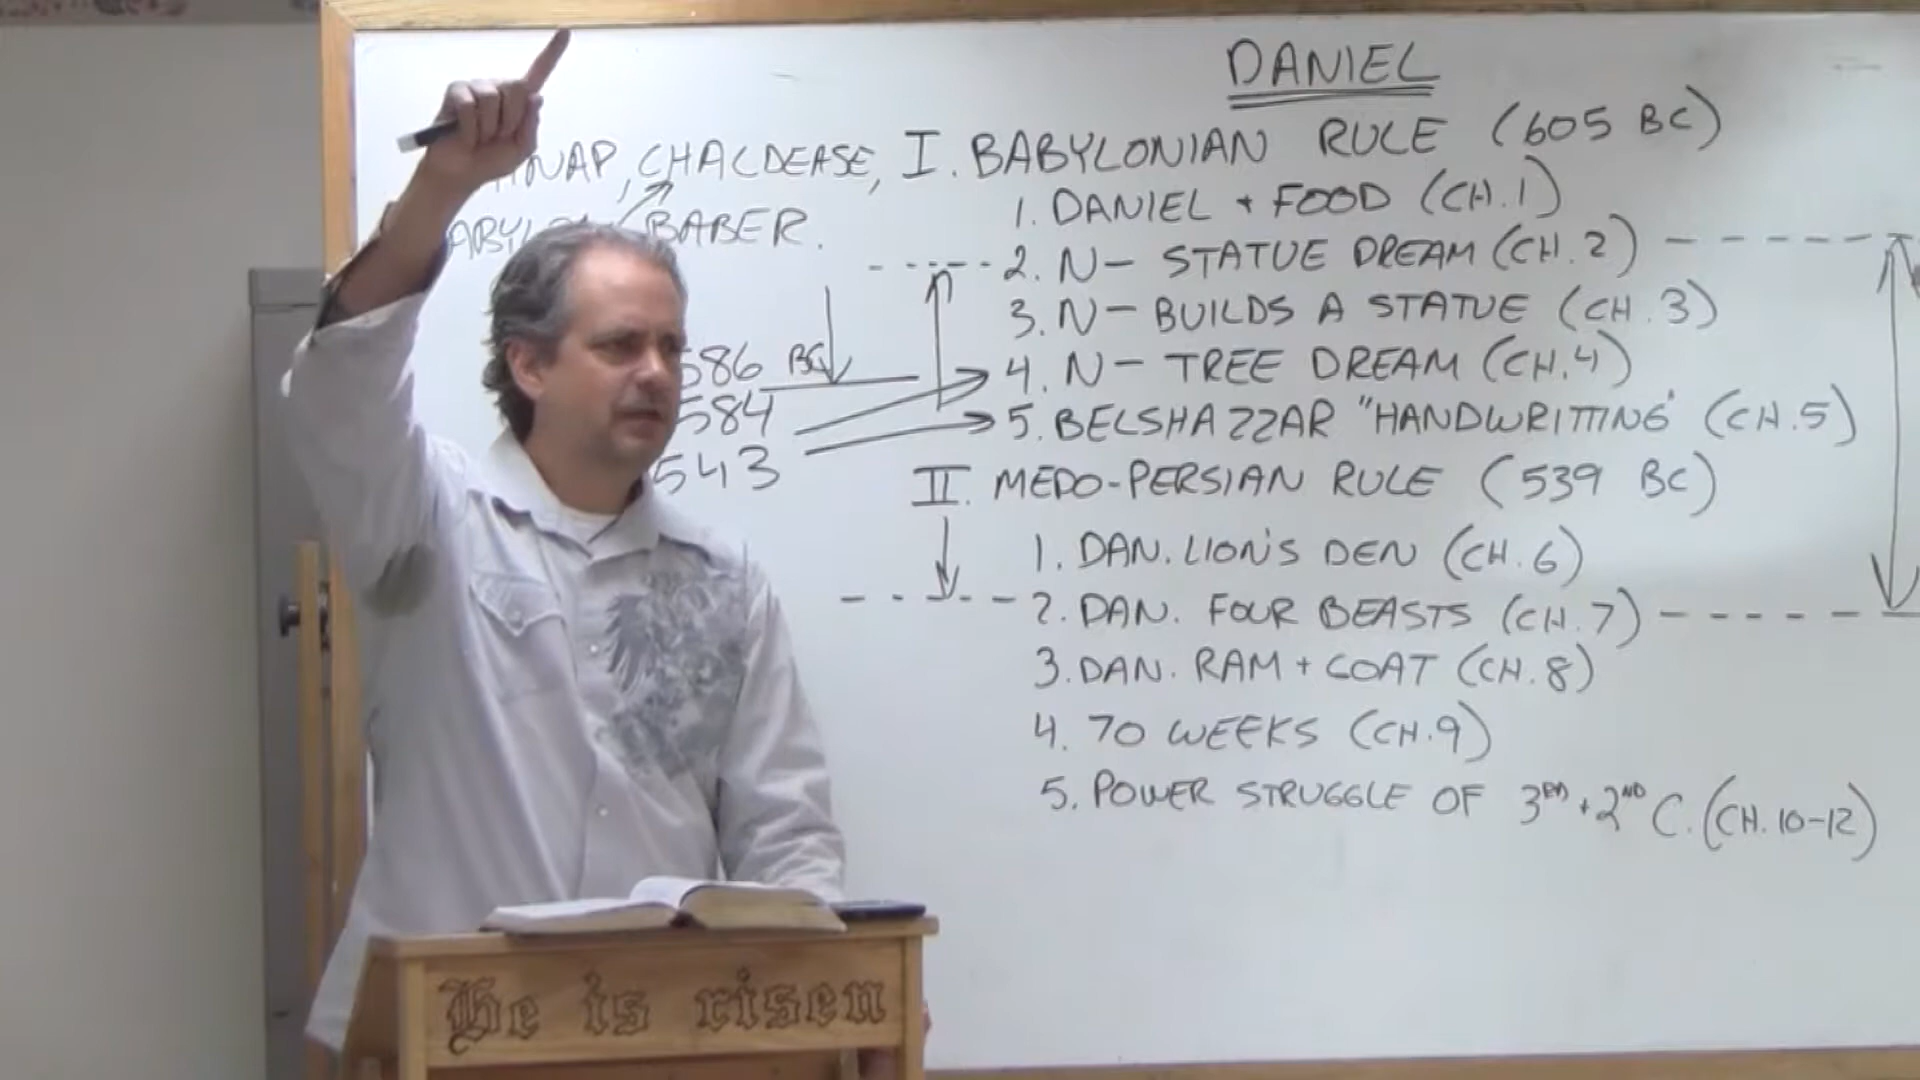 DANIEL
CHALDEASE,
BABER.
586 BC
584
543
I. BABYLONIAN RULE (605 BC)
1. DANIEL + FOOD (CH.1)
2. N- STATUE DREAM (CH.2)
3. N- BUILDS A STATUE (CH.3)
4. N- TREE DREAM (CH.4)
5. BELSHAZZAR "HANDWRITTING" (CH.5)
II. MEDO-PERSIAN RULE (539 BC)
1. DAN. LION'S DEN (CH.6)
2. DAN. FOUR BEASTS (CH.7)
3. DAN. RAM + GOAT (CH.8)
4. 70 WEEKS (CH.9)
5. POWER STRUGGLE OF 3RD + 2ND C. (CH. 10-12)
He is risen